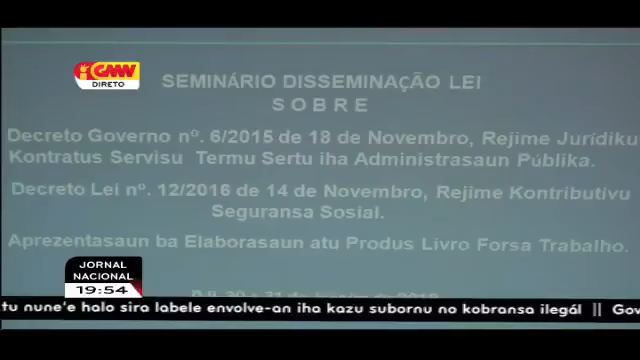 GMN
DIRETO
SEMINÁRIO DISSEMINAÇÃO LEI
S O B R E
Decreto Governo nº. 6/2015 de 18 de Novembro, Rejime Jurídiku
Kontratus Servisu Termu Sertu iha Administrasaun Públika.
Decreto Lei nº. 12/2016 de 14 de Novembro, Rejime Kontributivu
Seguransa Sosial.
Aprezentasaun ba Elaborasaun atu Produs Livro Forsa Trabalho.
JORNAL
NACIONAL
19:54
tu nune'e halo sira labele envolve-an iha kazu subornu no kobransa ilegál || Gov